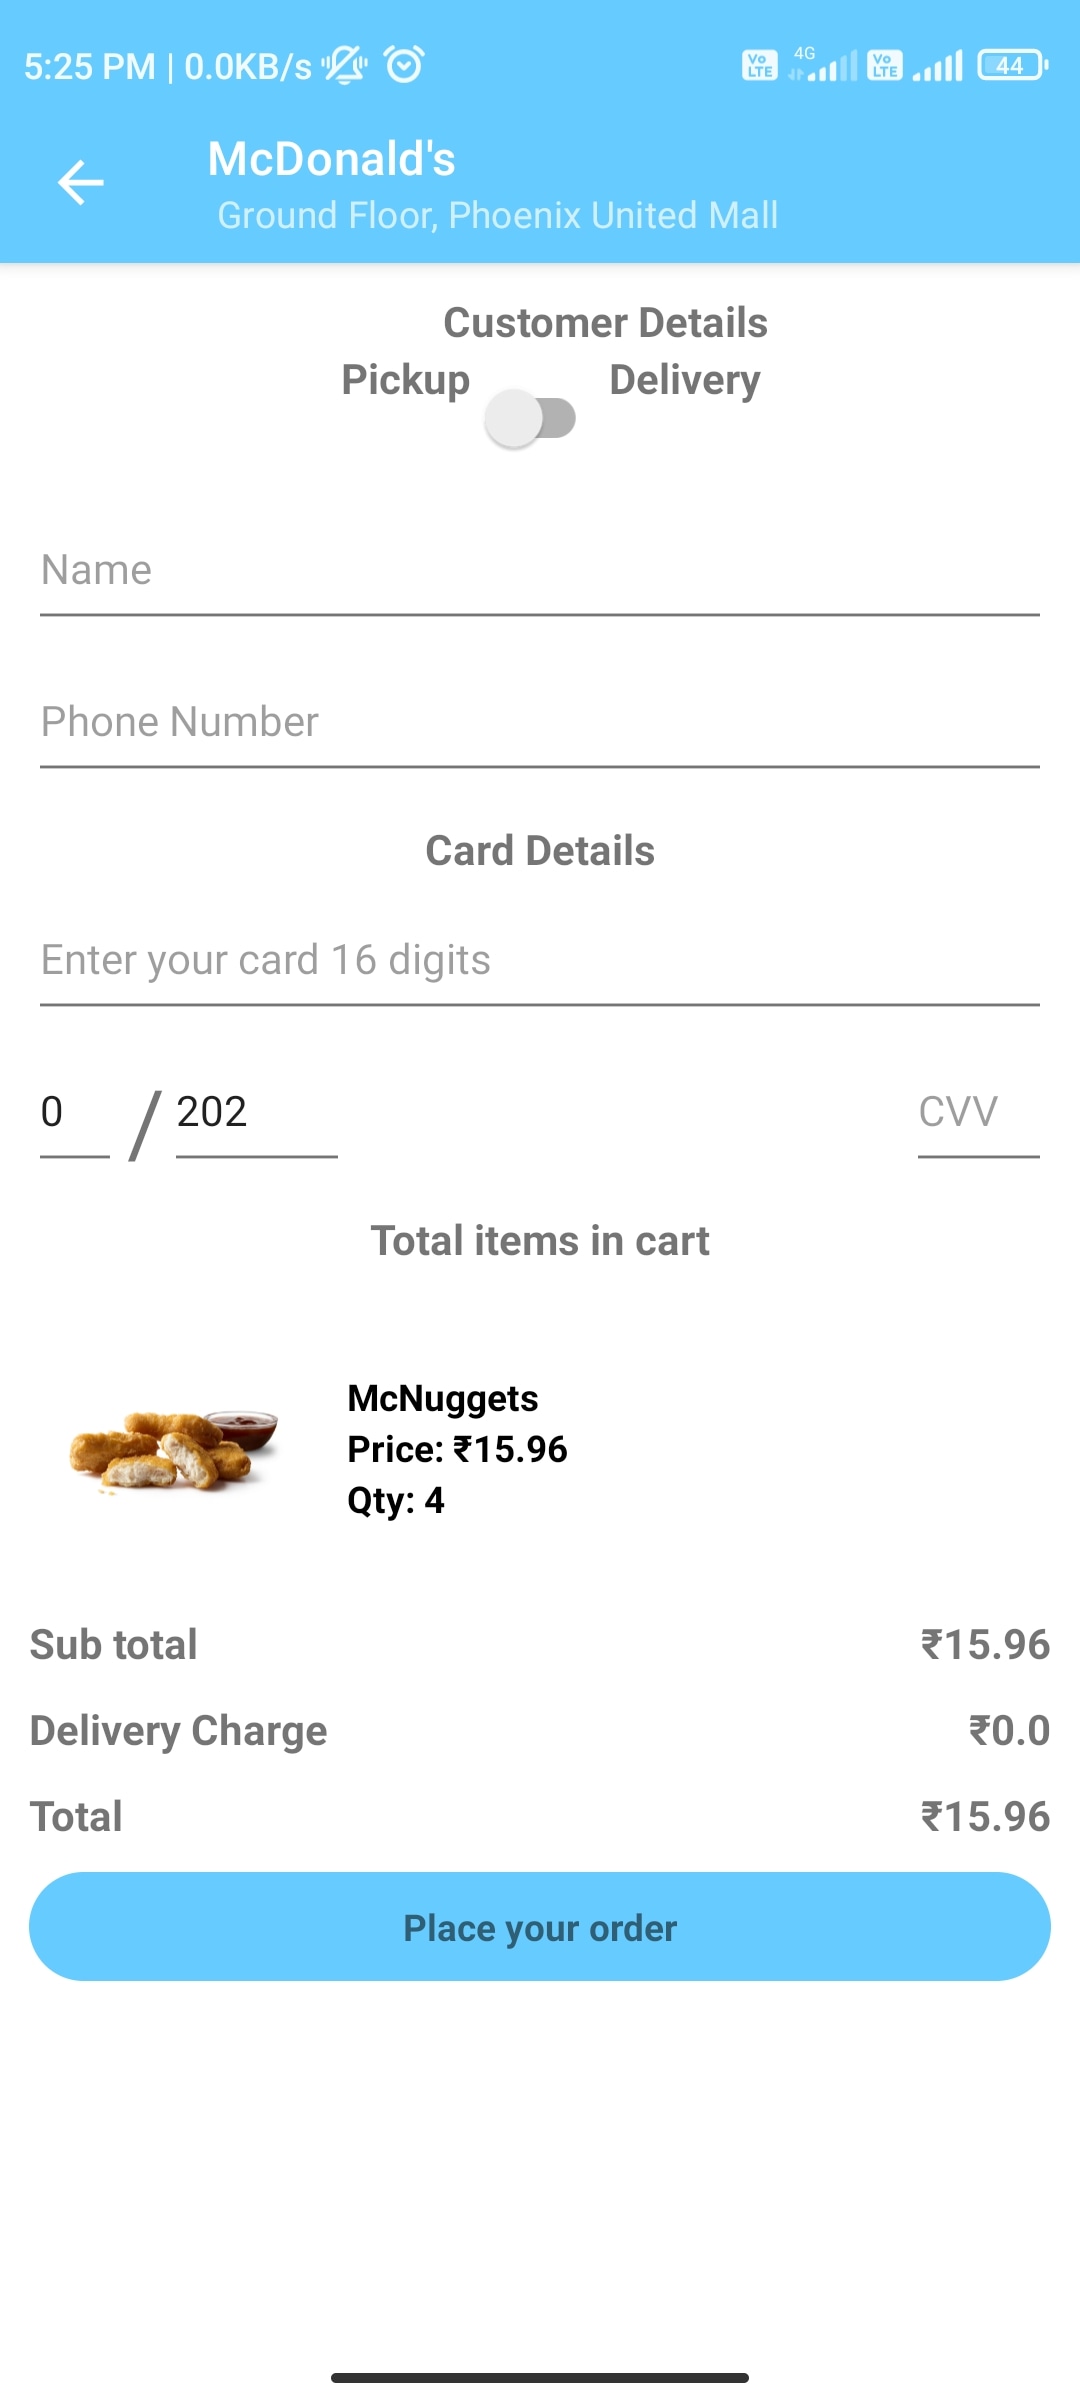 5:25 PM | 0.0KB/s Vo LTE 4G Vo LTE 44
McDonald's
Ground Floor, Phoenix United Mall
Customer Details
Pickup Delivery
Name
Phone Number
Card Details
Enter your card 16 digits
0 / 202 CVV
Total items in cart
McNuggets
Price: ₹15.96
Qty: 4
Sub total ₹15.96
Delivery Charge ₹0.0
Total ₹15.96
Place your order